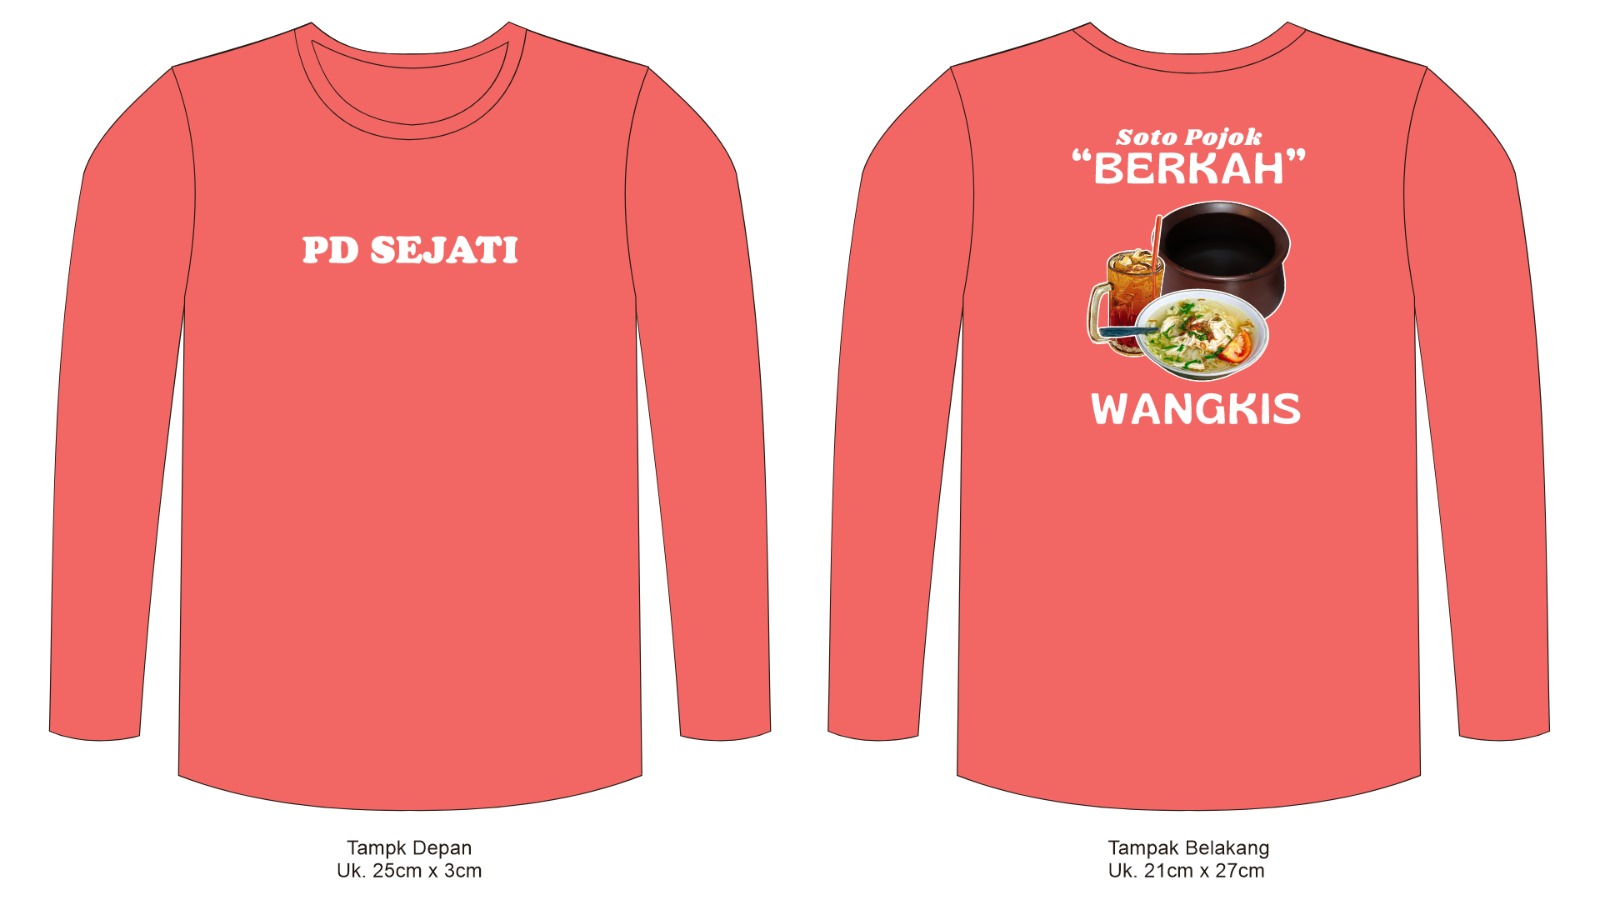 PD SEJATI
Tampk Depan
Uk. 25cm x 3cm
Soto Pojok
“BERKAH”
WANGKIS
Tampak Belakang
Uk. 21cm x 27cm